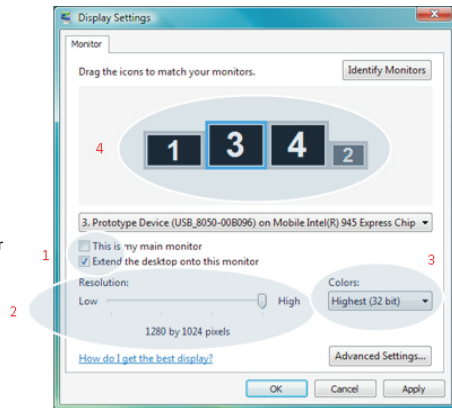 Display Settings
Monitor
Drag the icons to match your monitors.
Identify Monitors
4
1
3
4
2
3. Prototype Device (USB_8050-00B096) on Mobile Intel(R) 945 Express Chip
r
This is my main monitor
1
Extend the desktop onto this monitor
3
Resolution:
Colors:
Low
High
Highest (32 bit)
2
1280 by 1024 pixels
How do I get the best display?
Advanced Settings...
OK
Cancel
Apply